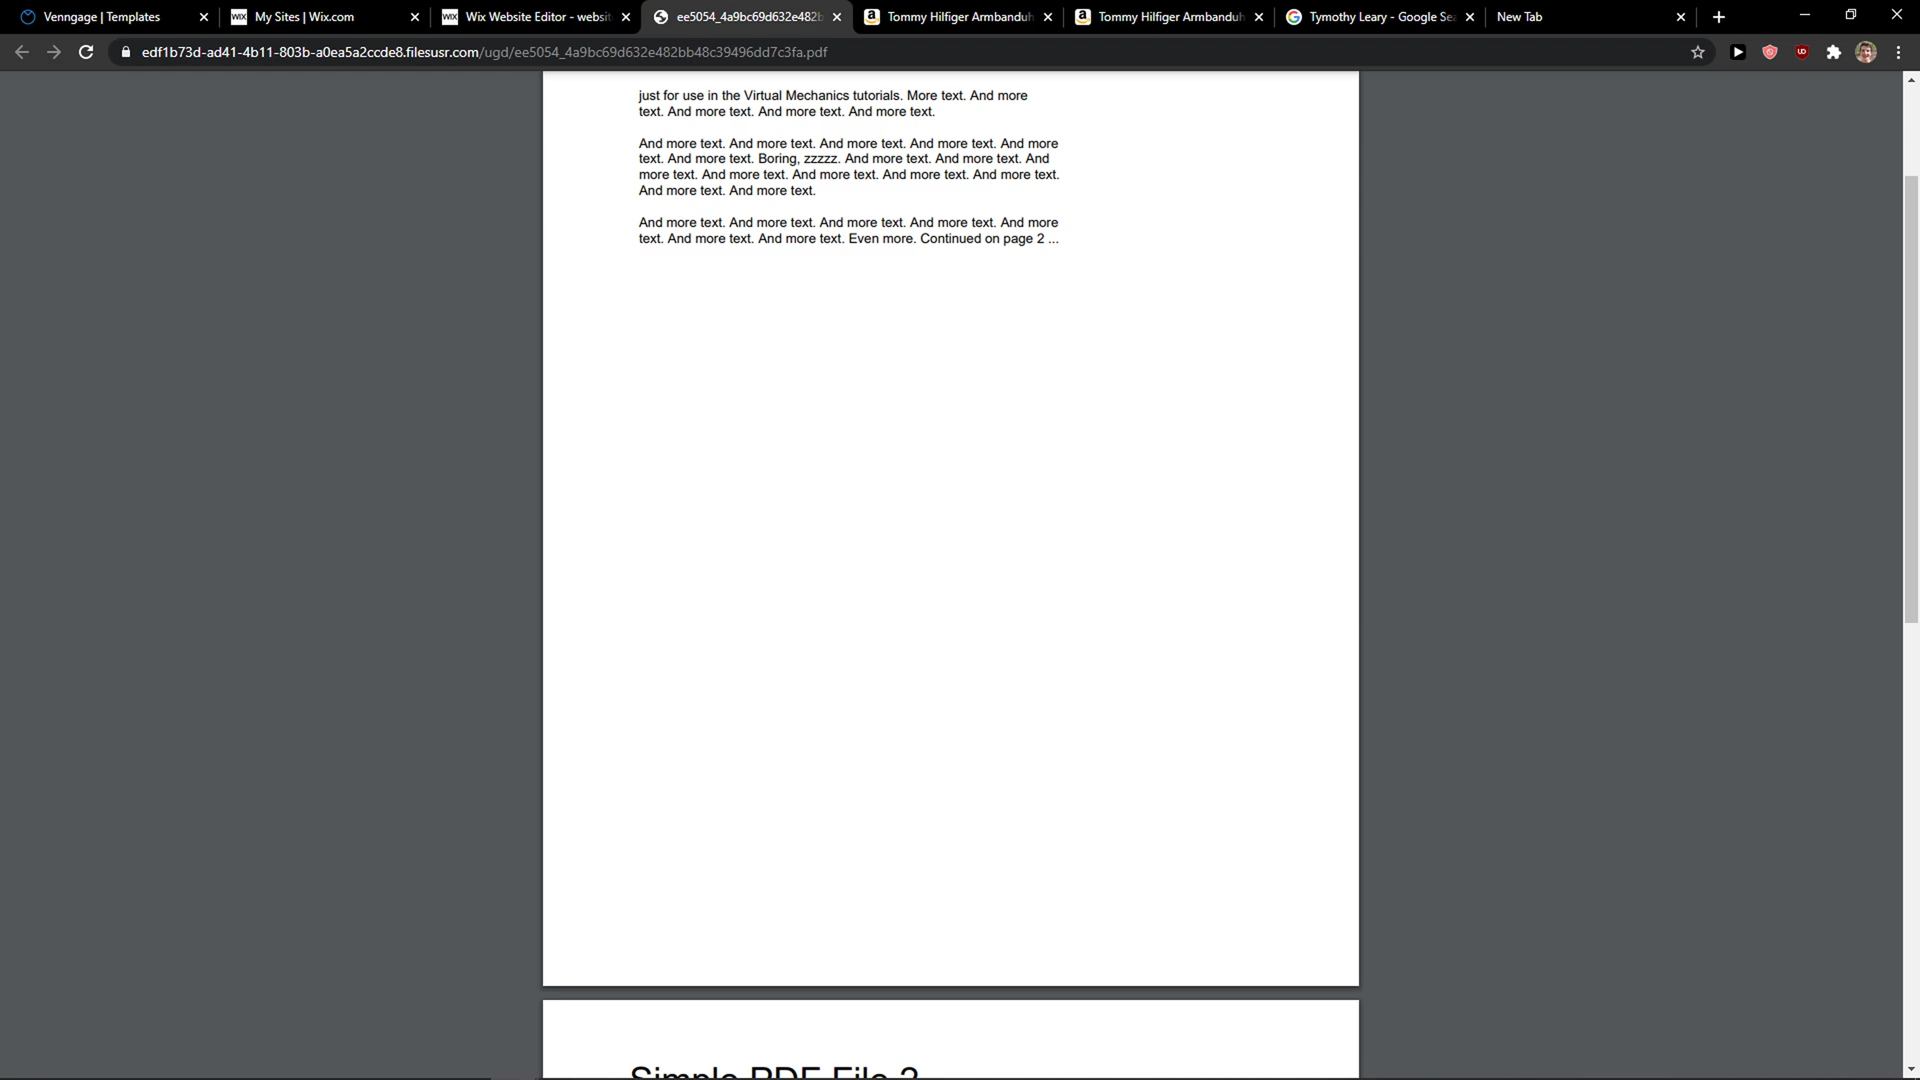 Venngage | Templates
My Sites | Wix.com
Wix Website Editor - websit
ee5054_4a9bc69d632e482b
Tommy Hilfiger Armbanduh
Tommy Hilfiger Armbanduh
Tymothy Leary - Google Sea
New Tab
edf1b73d-ad41-4b11-803b-a0ea5a2ccde8.filesusr.com/ugd/ee5054_4a9bc69d632e482bb48c39496dd7c3fa.pdf
just for use in the Virtual Mechanics tutorials. More text. And more
text. And more text. And more text. And more text.
And more text. And more text. And more text. And more text. And more
text. And more text. Boring, zzzzz. And more text. And more text. And
more text. And more text. And more text. And more text. And more text.
And more text. And more text.
And more text. And more text. And more text. And more text. And more
text. And more text. And more text. Even more. Continued on page 2 ...
Simple PDF File 2